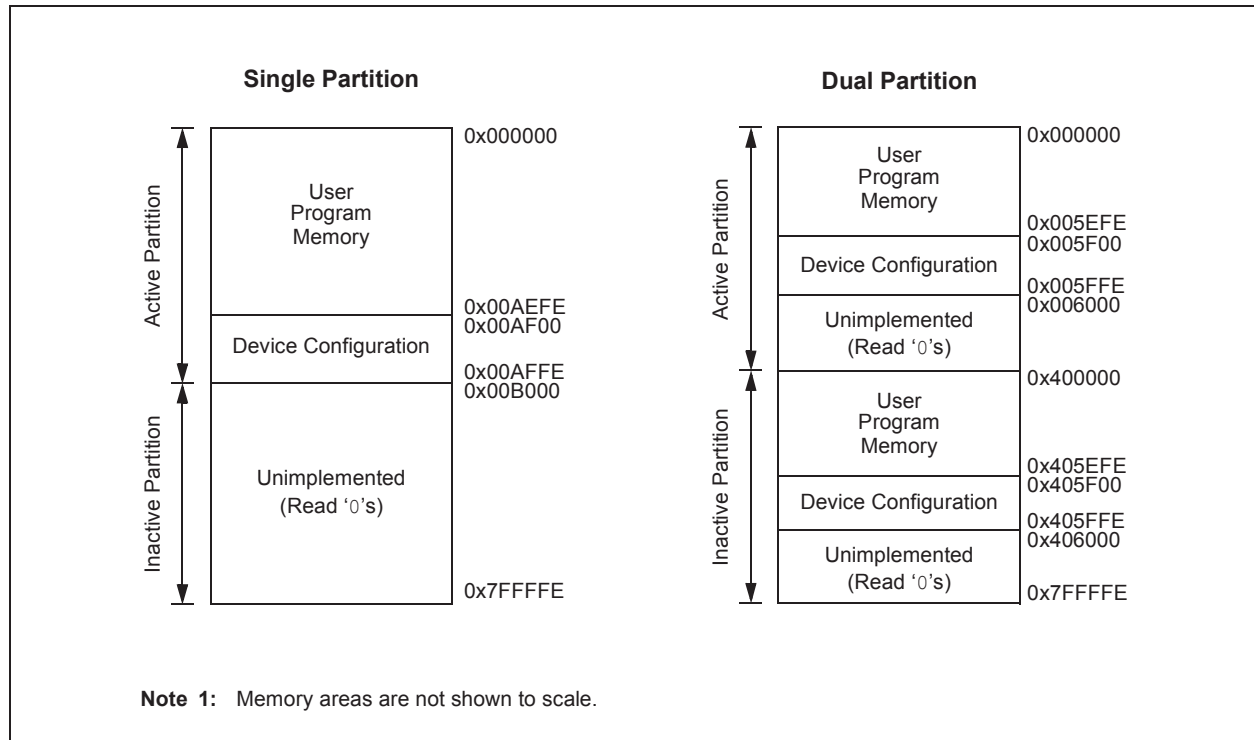 Single Partition
Active Partition
Inactive Partition
User
Program
Memory
Device Configuration
Unimplemented
(Read ‘0’s)
0x000000
0x00AEFE
0x00AF00
0x00AFFE
0x00B000
0x7FFFFE
Dual Partition
Active Partition
Inactive Partition
User
Program
Memory
Device Configuration
Unimplemented
(Read ‘0’s)
User
Program
Memory
Device Configuration
Unimplemented
(Read ‘0’s)
0x000000
0x005EFE
0x005F00
0x005FFE
0x006000
0x400000
0x405EFE
0x405F00
0x405FFE
0x406000
0x7FFFFE
Note 1: Memory areas are not shown to scale.